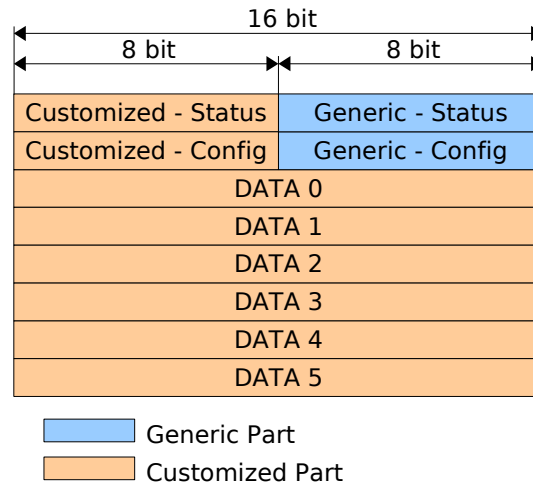 16 bit
8 bit 8 bit
Customized - Status Generic - Status
Customized - Config Generic - Config
DATA 0
DATA 1
DATA 2
DATA 3
DATA 4
DATA 5
Generic Part
Customized Part